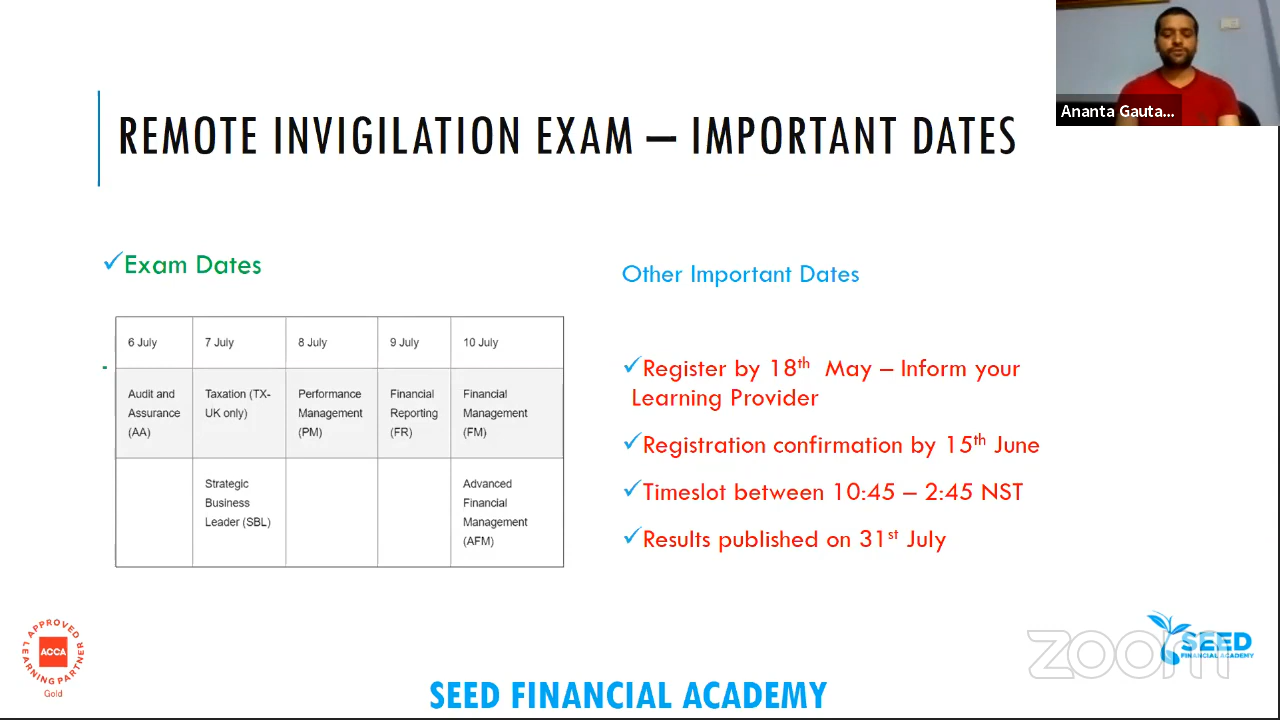 Ananta Gauta...
REMOTE INVIGILATION EXAM – IMPORTANT DATES
✓Exam Dates
6 July
7 July
8 July
9 July
10 July
Audit and
Assurance
(AA)
Taxation (TX-
UK only)
Performance
Management
(PM)
Financial
Reporting
(FR)
Financial
Management
(FM)
Strategic
Business
Leader (SBL)
Advanced
Financial
Management
(AFM)
Other Important Dates
✓Register by 18th May – Inform your
Learning Provider
✓Registration confirmation by 15th June
✓Timeslot between 10:45 – 2:45 NST
✓Results published on 31st July
APPROVED
LEARNING PARTNER
ACCA
Gold
SEED FINANCIAL ACADEMY
zoom
SEED
FINANCIAL ACADEMY